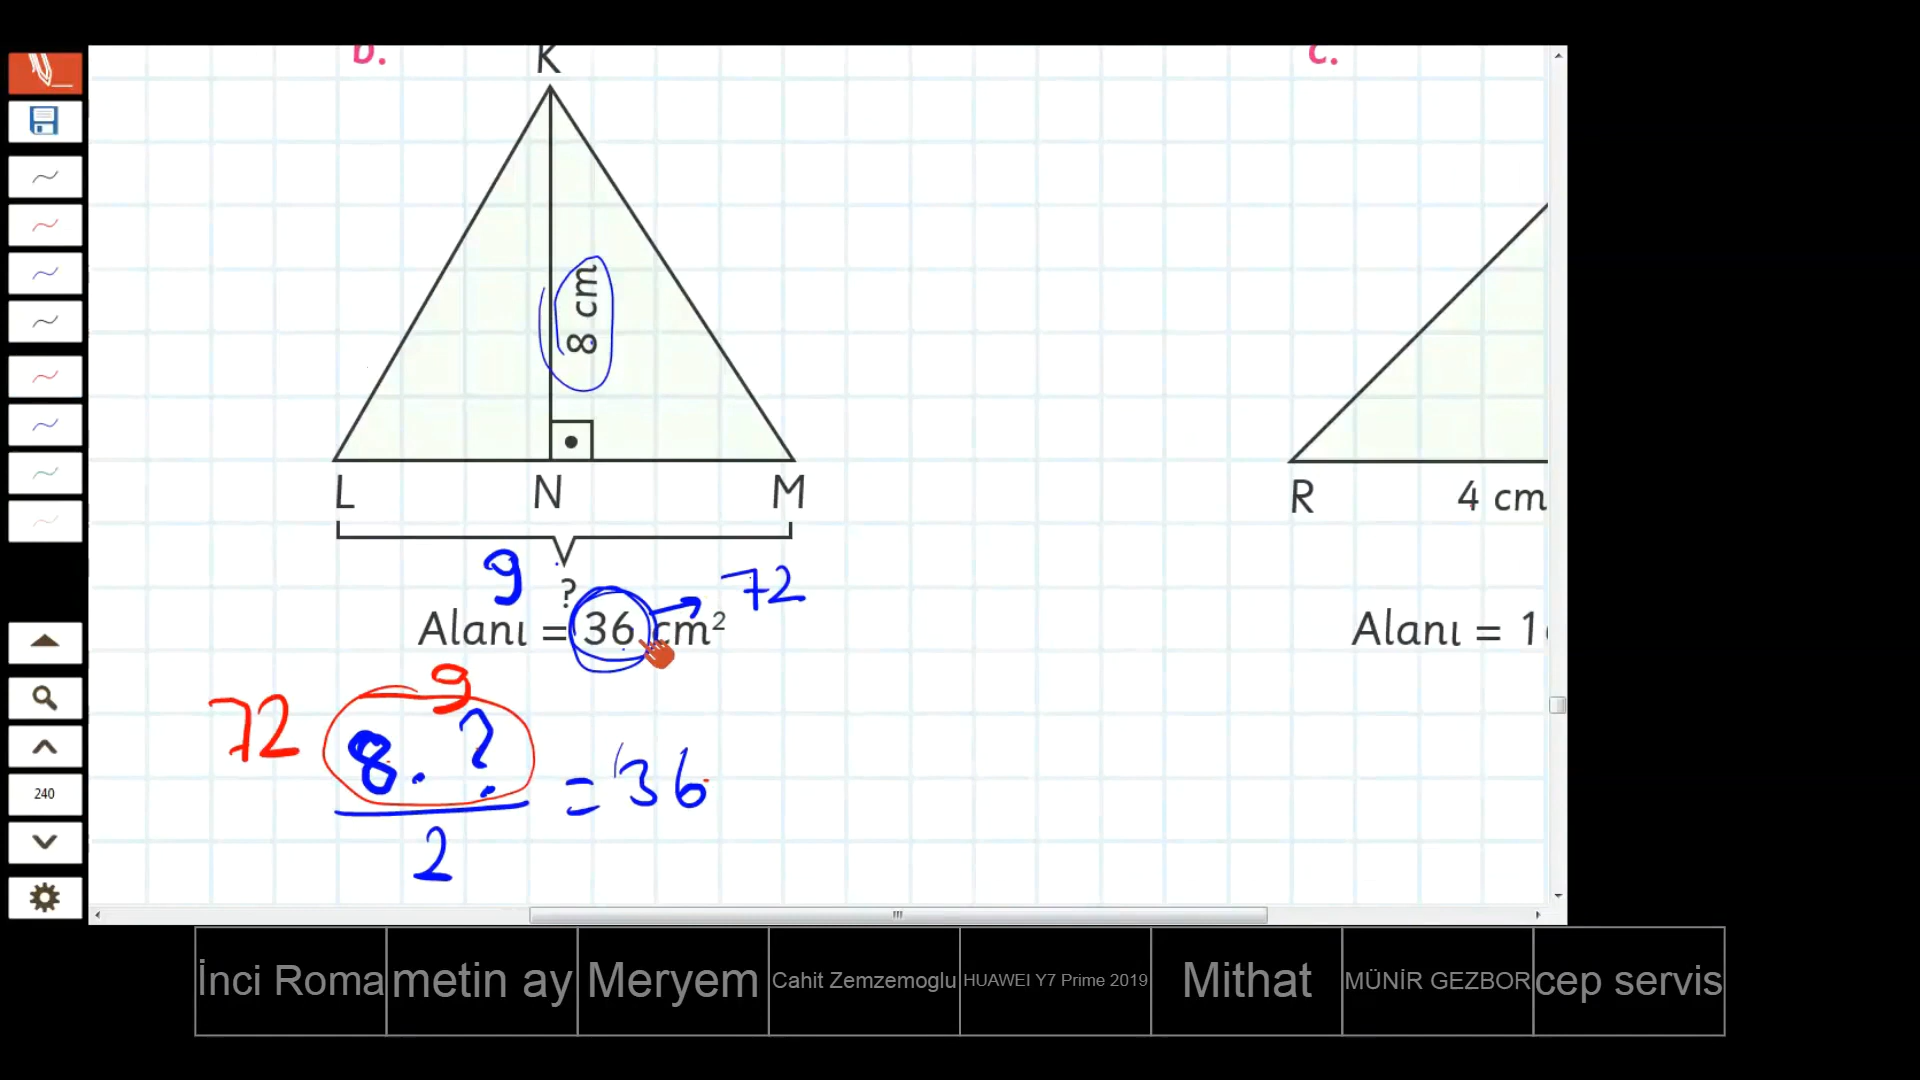 b.
K
c.
8 cm
L N M
R 4 cm
9
?
72
Alanı = 36 cm²
Alanı = 1
9
72 8 . ? = 36
2
240
İnci Roma
metin ay
Meryem
Cahit Zemzemoglu
HUAWEI Y7 Prime 2019
Mithat
MÜNİR GEZBOR
cep servis